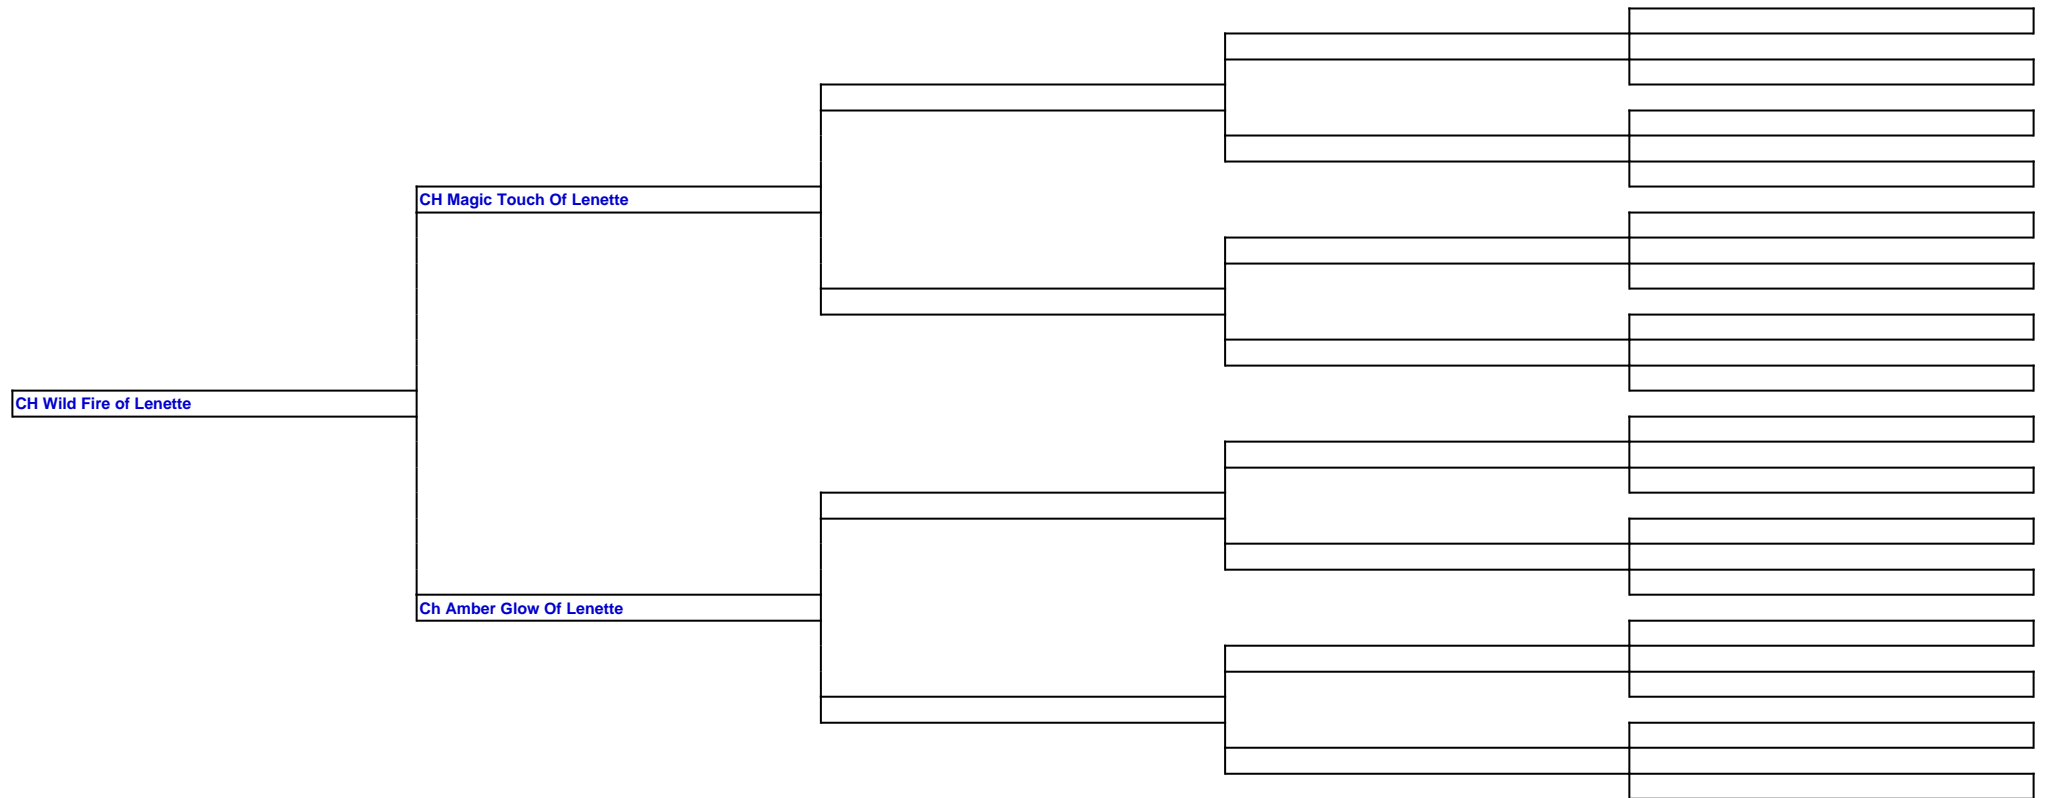 CH Magic Touch Of Lenette
CH Wild Fire of Lenette
Ch Amber Glow Of Lenette